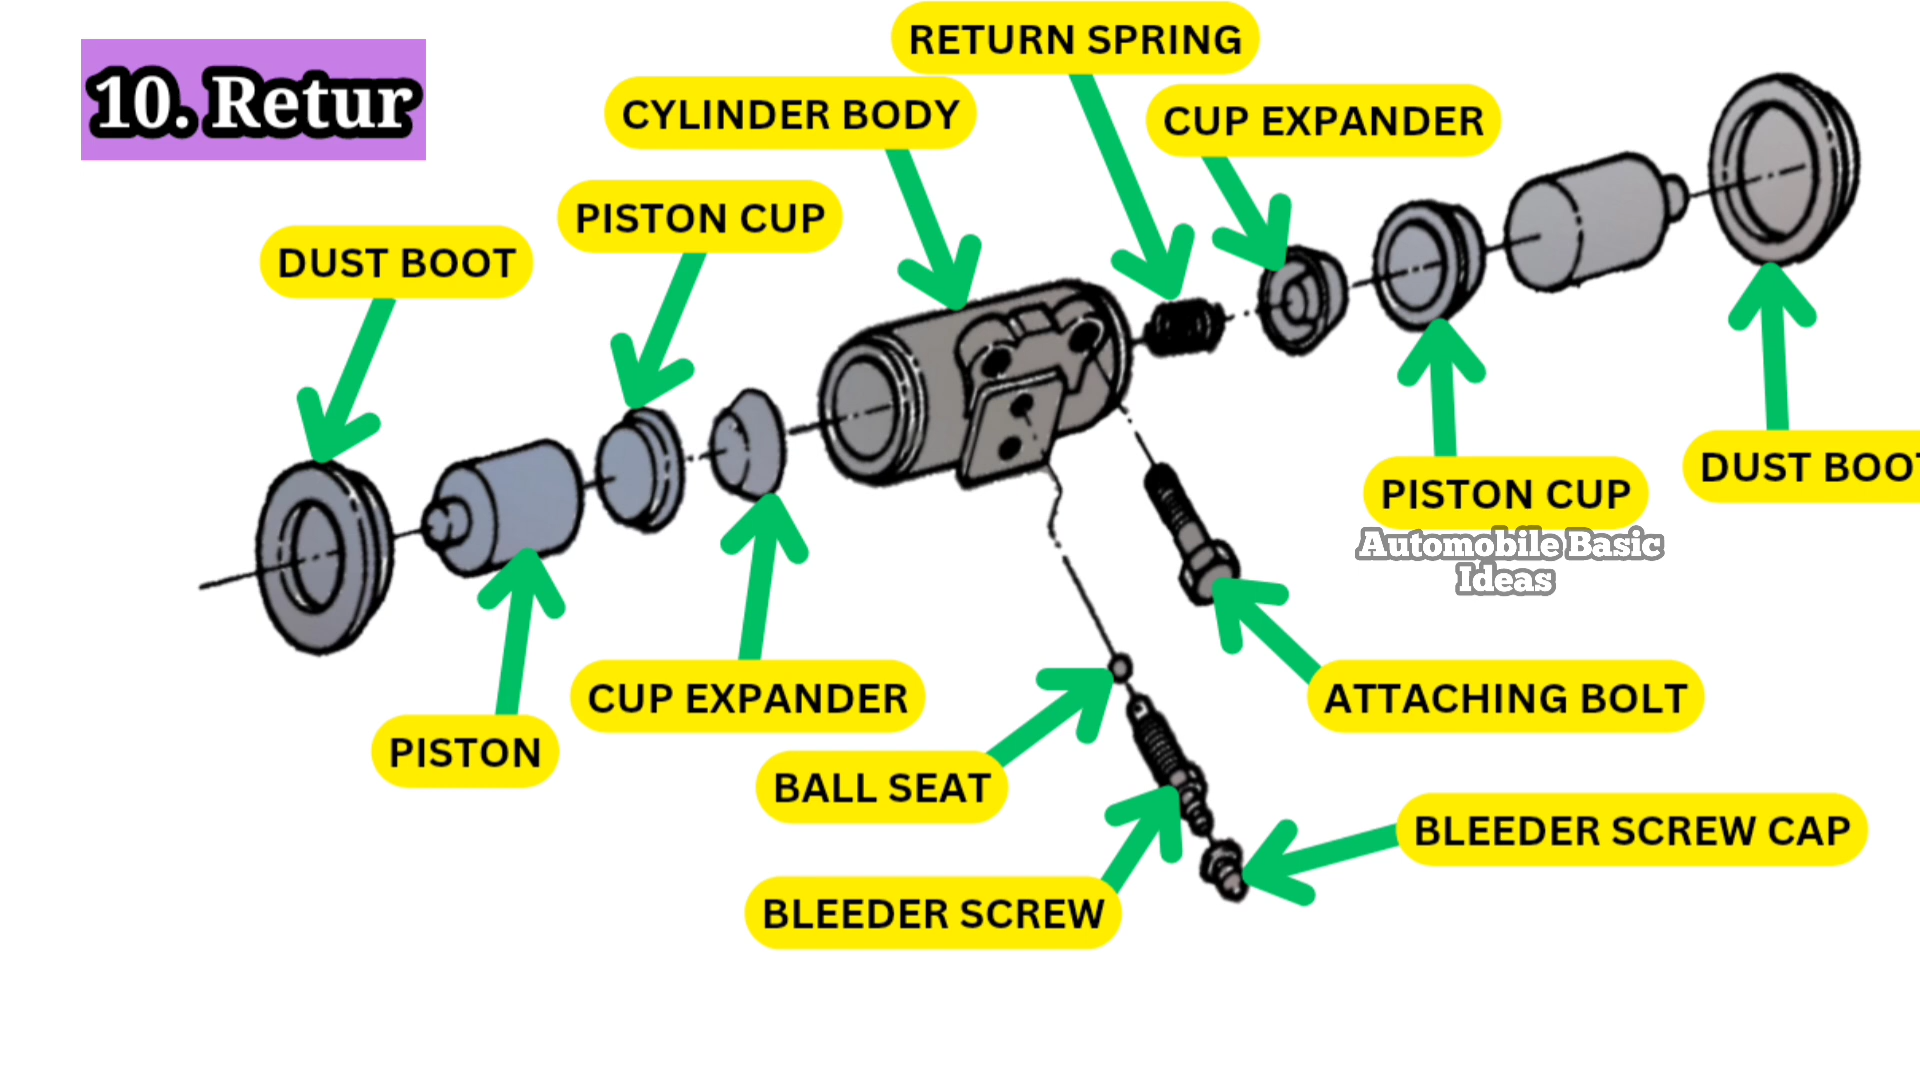 10. Retur
RETURN SPRING
CYLINDER BODY
CUP EXPANDER
PISTON CUP
DUST BOOT
DUST BOO
PISTON CUP
Automobile Basic
Ideas
CUP EXPANDER
ATTACHING BOLT
PISTON
BALL SEAT
BLEEDER SCREW CAP
BLEEDER SCREW